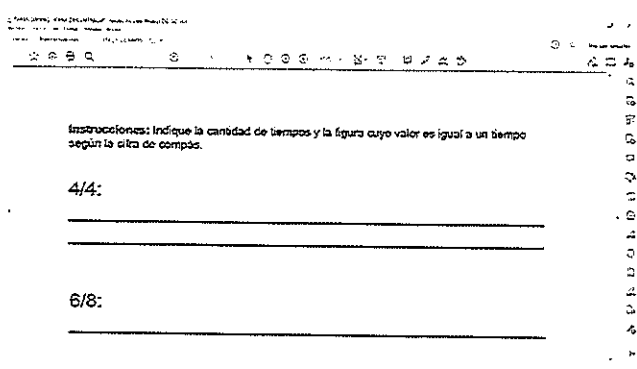 Instrucciones: Indique la cantidad de tiempos y la figura cuyo valor es igual a un tiempo
según la cifra de compás.
4/4:
6/8: